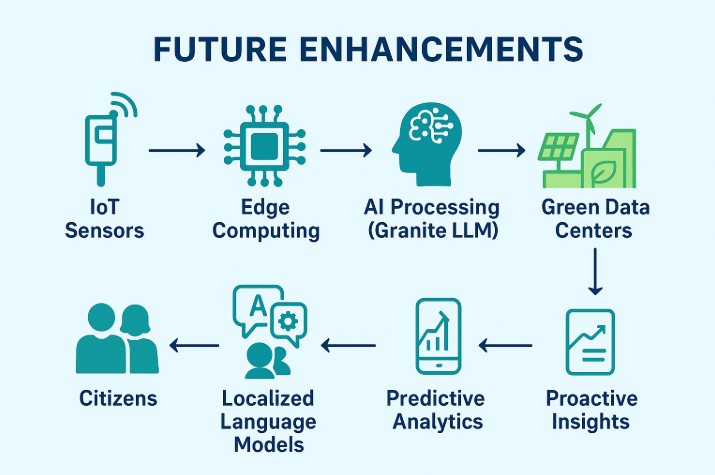 FUTURE ENHANCEMENTS
IoT
Sensors
Edge
Computing
AI Processing
(Granite LLM)
Green Data
Centers
Citizens
A
Localized
Language
Models
Predictive
Analytics
Proactive
Insights